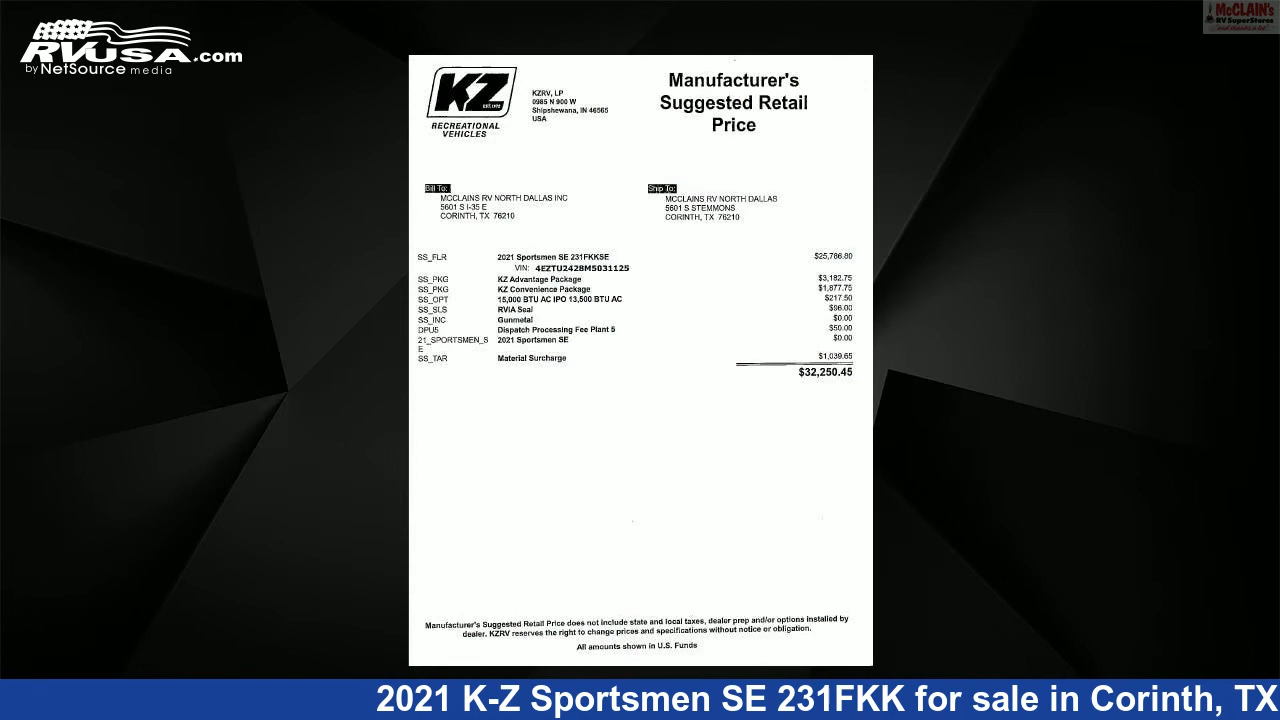 RVUSA.com
by NetSource media
McCLAIN'S
RV SuperStores
KZ
EST. 1972
RECREATIONAL
VEHICLES
KZRV, LP
0985 N 900 W
Shipshewana, IN 46565
USA
Manufacturer's
Suggested Retail
Price
Bill To:
MCCLAINS RV NORTH DALLAS INC
5601 S I-35 E
CORINTH, TX 76210
Ship To:
MCCLAINS RV NORTH DALLAS
5601 S STEMMONS
CORINTH, TX 76210
SS_FLR 2021 Sportsmen SE 231FKKSE $25,786.80
VIN: 4EZTU2428M5031125
SS_PKG KZ Advantage Package $3,182.75
SS_PKG KZ Convenience Package $1,877.75
SS_OPT 15,000 BTU AC IPO 13,500 BTU AC $217.50
SS_SLS RVIA Seal $96.00
SS_INC Gunmetal $0.00
DPU5 Dispatch Processing Fee Plant 5 $50.00
21_SPORTSMEN_S 2021 Sportsmen SE $0.00
E
SS_TAR Material Surcharge $1,039.65
$32,250.45
Manufacturer's Suggested Retail Price does not include state and local taxes, dealer prep and/or options installed by
dealer. KZRV reserves the right to change prices and specifications without notice or obligation.
All amounts shown in U.S. Funds
2021 K-Z Sportsmen SE 231FKK for sale in Corinth, TX